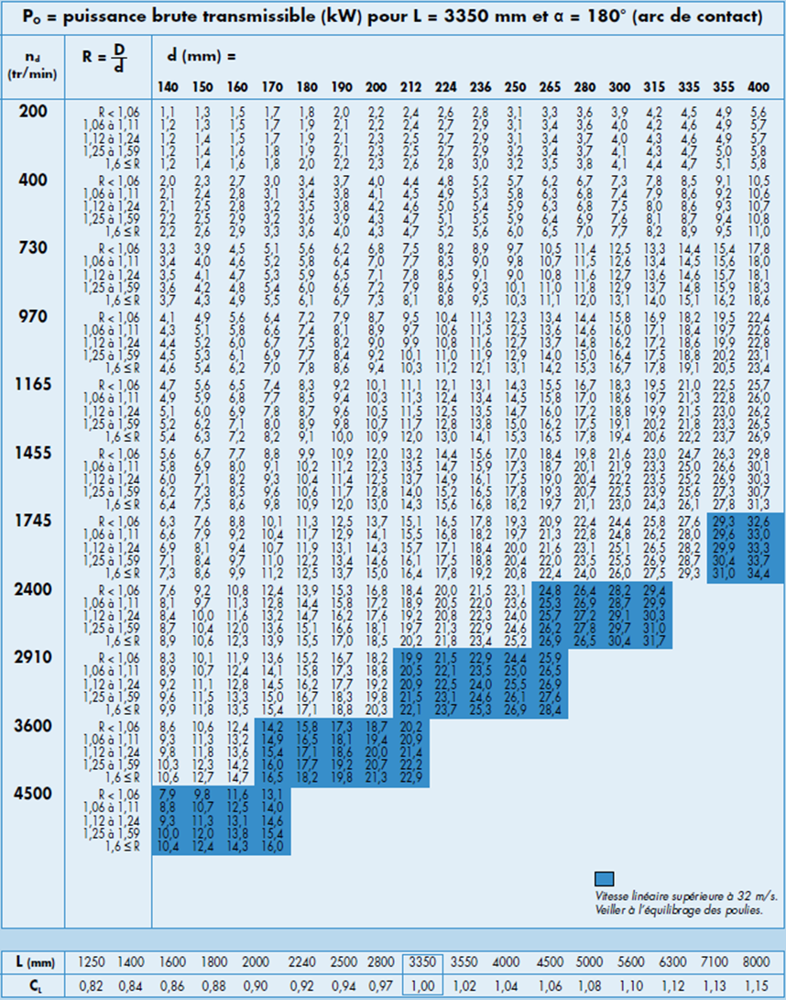 P₀ = puissance brute transmissible (kW) pour L = 3350 mm et α = 180° (arc de contact)
n_d (tr/min) R = D/d d (mm) =
140 150 160 170 180 190 200 212 224 236 250 265 280 300 315 335 355 400
200 R < 1,06 1,1 1,3 1,5 1,7 1,8 2,0 2,2 2,4 2,6 2,8 3,1 3,3 3,6 3,9 4,2 4,5 4,9 5,6
1,06 à 1,11 1,2 1,3 1,5 1,7 1,9 2,1 2,2 2,4 2,7 2,9 3,1 3,4 3,6 4,0 4,2 4,6 4,9 5,7
1,12 à 1,24 1,2 1,4 1,5 1,7 1,9 2,1 2,3 2,5 2,7 2,9 3,1 3,4 3,7 4,0 4,3 4,6 4,9 5,7
1,25 à 1,59 1,2 1,4 1,6 1,8 1,9 2,1 2,3 2,5 2,7 2,9 3,2 3,4 3,7 4,1 4,3 4,7 5,0 5,8
1,6 ≤ R 1,2 1,4 1,6 1,8 2,0 2,2 2,3 2,6 2,8 3,0 3,2 3,5 3,8 4,1 4,4 4,7 5,1 5,8
400 R < 1,06 2,0 2,3 2,7 3,0 3,4 3,7 4,0 4,4 4,8 5,2 5,7 6,2 6,7 7,3 7,8 8,5 9,1 10,5
1,06 à 1,11 2,1 2,4 2,8 3,1 3,4 3,8 4,1 4,5 4,9 5,3 5,8 6,3 6,8 7,4 7,9 8,6 9,2 10,6
1,12 à 1,24 2,1 2,5 2,8 3,2 3,5 3,8 4,2 4,6 5,0 5,4 5,9 6,3 6,8 7,5 8,0 8,6 9,3 10,7
1,25 à 1,59 2,2 2,5 2,9 3,2 3,6 3,9 4,3 4,7 5,1 5,5 5,9 6,4 6,9 7,6 8,1 8,7 9,4 10,8
1,6 ≤ R 2,2 2,6 2,9 3,3 3,6 4,0 4,3 4,7 5,2 5,6 6,0 6,5 7,0 7,7 8,2 8,9 9,5 11,0
730 R < 1,06 3,3 3,9 4,5 5,1 5,6 6,2 6,8 7,5 8,2 8,9 9,7 10,5 11,4 12,5 13,3 14,4 15,4 17,8
1,06 à 1,11 3,4 4,0 4,6 5,2 5,8 6,4 7,0 7,7 8,3 9,0 9,8 10,7 11,5 12,6 13,5 14,5 15,6 18,0
1,12 à 1,24 3,5 4,1 4,7 5,3 5,9 6,5 7,1 7,8 8,5 9,1 9,0 10,8 11,6 12,7 13,6 14,6 15,7 18,1
1,25 à 1,59 3,6 4,2 4,8 5,4 6,0 6,6 7,2 7,9 8,6 9,3 10,1 11,0 11,8 12,9 13,7 14,8 15,9 18,3
1,6 ≤ R 3,7 4,3 4,9 5,5 6,1 6,7 7,3 8,1 8,8 9,5 10,3 11,1 12,0 13,1 14,0 15,1 16,2 18,6
970 R < 1,06 4,1 4,9 5,6 6,4 7,2 7,9 8,7 9,5 10,4 11,3 12,3 13,4 14,4 15,8 16,9 18,2 19,5 22,4
1,06 à 1,11 4,3 5,1 5,8 6,6 7,4 8,1 8,9 9,7 10,6 11,5 12,5 13,6 14,6 16,0 17,1 18,4 19,7 22,6
1,12 à 1,24 4,4 5,2 6,0 6,7 7,5 8,2 9,0 9,9 10,8 11,6 12,7 13,7 14,8 16,2 17,2 18,6 19,9 22,8
1,25 à 1,59 4,5 5,3 6,1 6,9 7,7 8,4 9,2 10,1 11,0 11,9 12,9 14,0 15,0 16,4 17,5 18,8 20,2 23,1
1,6 ≤ R 4,6 5,4 6,2 7,0 7,8 8,6 9,4 10,3 11,2 12,1 13,1 14,2 15,3 16,7 17,8 19,1 20,5 23,4
1165 R < 1,06 4,7 5,6 6,5 7,4 8,3 9,2 10,1 11,1 12,1 13,1 14,3 15,5 16,7 18,3 19,5 21,0 22,5 25,7
1,06 à 1,11 4,9 5,9 6,8 7,7 8,5 9,4 10,3 11,3 12,4 13,4 14,5 15,8 17,0 18,6 19,7 21,3 22,8 26,0
1,12 à 1,24 5,1 6,0 6,9 7,8 8,7 9,6 10,5 11,5 12,5 13,5 14,7 16,0 17,2 18,8 19,9 21,5 23,0 26,2
1,25 à 1,59 5,2 6,2 7,1 8,0 8,9 9,8 10,7 11,7 12,8 13,8 15,0 16,2 17,5 19,1 20,2 21,8 23,3 26,5
1,6 ≤ R 5,4 6,3 7,2 8,2 9,1 10,0 10,9 12,0 13,0 14,1 15,3 16,5 17,8 19,4 20,6 22,2 23,7 26,9
1455 R < 1,06 5,6 6,7 7,7 8,8 9,9 10,9 12,0 13,2 14,4 15,6 17,0 18,4 19,8 21,6 23,0 24,7 26,3 29,8
1,06 à 1,11 5,8 6,9 8,0 9,1 10,2 11,2 12,3 13,5 14,7 15,9 17,3 18,7 20,1 21,9 23,3 25,0 26,6 30,1
1,12 à 1,24 6,0 7,1 8,2 9,3 10,4 11,4 12,5 13,7 14,9 16,1 17,5 19,0 20,4 22,2 23,5 25,2 26,9 30,3
1,25 à 1,59 6,2 7,3 8,5 9,6 10,6 11,7 12,8 14,0 15,2 16,5 17,8 19,3 20,7 22,5 23,9 25,6 27,3 30,7
1,6 ≤ R 6,4 7,5 8,6 9,8 10,9 12,0 13,0 14,3 15,6 16,8 18,2 19,7 21,1 23,0 24,3 26,1 27,8 31,3
1745 R < 1,06 6,3 7,6 8,8 10,1 11,3 12,5 13,7 15,1 16,5 17,8 19,3 20,9 22,4 24,4 25,8 27,6 29,3 32,6
1,06 à 1,11 6,6 7,9 9,2 10,4 11,7 12,9 14,1 15,5 16,8 18,2 19,7 21,3 22,8 24,8 26,2 28,0 29,6 33,0
1,12 à 1,24 6,9 8,1 9,4 10,7 11,9 13,1 14,3 15,7 17,1 18,4 20,0 21,6 23,1 25,1 26,5 28,3 29,9 33,3
1,25 à 1,59 7,1 8,4 9,7 11,0 12,2 13,4 14,6 16,1 17,5 18,8 20,4 22,0 23,5 25,5 26,9 28,7 30,4 33,7
1,6 ≤ R 7,3 8,6 9,9 11,2 12,5 13,7 15,0 16,4 17,8 19,2 20,8 22,4 24,0 26,0 27,5 29,3 31,0 34,4
2400 R < 1,06 7,6 9,2 10,8 12,4 13,9 15,3 16,8 18,4 20,0 21,5 23,1 24,8 26,4 28,2 29,4
1,06 à 1,11 8,1 9,7 11,3 12,8 14,4 15,8 17,2 18,9 20,5 22,0 23,6 25,3 26,9 28,7 29,9
1,12 à 1,24 8,4 10,0 11,6 13,2 14,7 16,2 17,6 19,2 20,8 22,3 24,0 25,7 27,2 29,1 30,3
1,25 à 1,59 8,7 10,4 12,0 13,6 15,1 16,6 18,1 19,7 21,3 22,9 24,6 26,2 27,8 29,7 31,0
1,6 ≤ R 8,9 10,6 12,3 13,9 15,5 17,0 18,5 20,2 21,8 23,4 25,2 26,9 26,5 30,4 31,7
2910 R < 1,06 8,3 10,1 11,9 13,6 15,2 16,7 18,2 19,9 21,5 22,9 24,4 25,9
1,06 à 1,11 8,9 10,7 12,4 14,1 15,8 17,3 18,8 20,5 22,1 23,5 25,0 26,5
1,12 à 1,24 9,2 11,1 12,8 14,5 16,2 17,7 19,2 20,9 22,5 24,0 25,5 26,9
1,25 à 1,59 9,6 11,5 13,3 15,0 16,7 18,3 19,8 21,5 23,1 24,6 26,1 27,6
1,6 ≤ R 9,9 11,8 13,5 15,4 17,1 18,8 20,3 22,1 23,7 25,3 26,9 28,4
3600 R < 1,06 8,6 10,6 12,4 14,2 15,8 17,3 18,7 20,2
1,06 à 1,11 9,3 11,3 13,2 14,9 16,5 18,1 19,4 20,9
1,12 à 1,24 9,8 11,8 13,6 15,4 17,1 18,6 20,0 21,4
1,25 à 1,59 10,3 12,3 14,2 16,0 17,7 19,2 20,7 22,2
1,6 ≤ R 10,6 12,7 14,7 16,5 18,2 19,8 21,3 22,9
4500 R < 1,06 7,9 9,8 11,6 13,1
1,06 à 1,11 8,8 10,7 12,5 14,0
1,12 à 1,24 9,3 11,3 13,1 14,6
1,25 à 1,59 10,0 12,0 13,8 15,4
1,6 ≤ R 10,4 12,4 14,3 16,0
Vitesse linéaire supérieure à 32 m/s.
Veiller à l'équilibrage des poulies.
L (mm) 1250 1400 1600 1800 2000 2240 2500 2800 3350 3550 4000 4500 5000 5600 6300 7100 8000
C_L 0,82 0,84 0,86 0,88 0,90 0,92 0,94 0,97 1,00 1,02 1,04 1,06 1,08 1,10 1,12 1,13 1,15